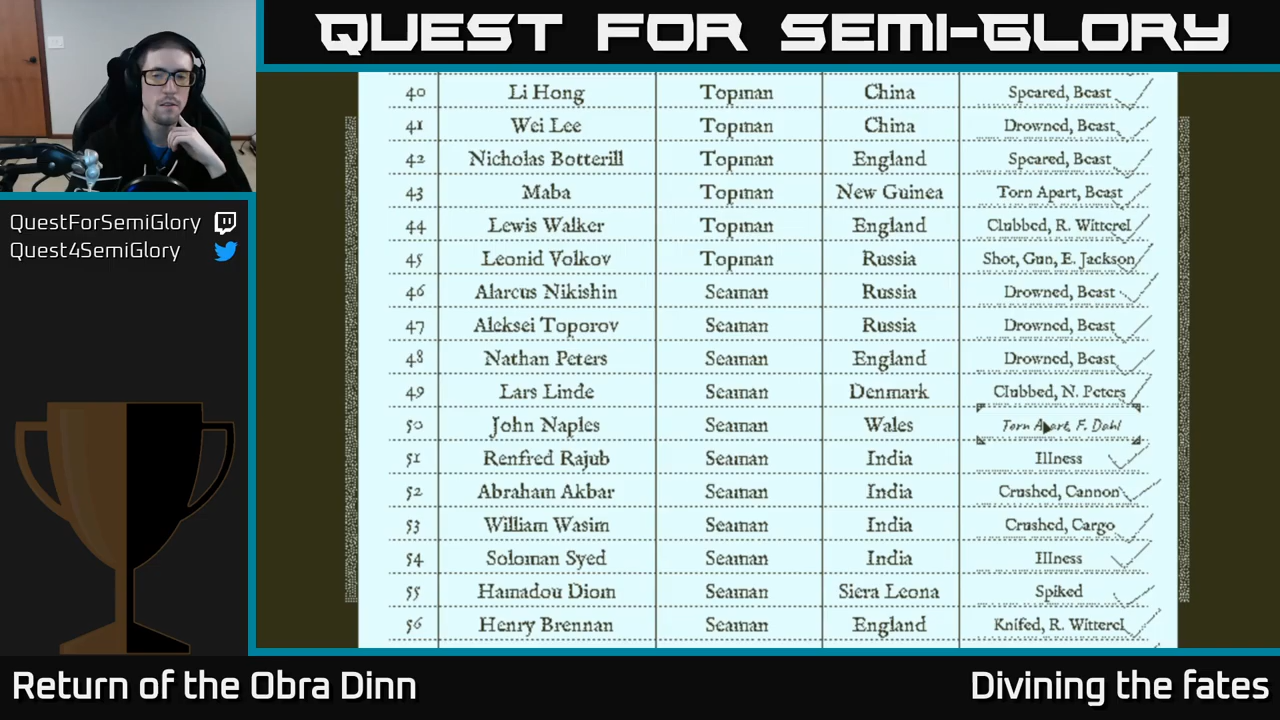 QUEST FOR SEMI-GLORY
QuestForSemiGlory
Quest4SemiGlory
40 Li Hong Topman China Speared, Beast
41 Wei Lee Topman China Drowned, Beast
42 Nicholas Botterill Topman England Speared, Beast
43 Maba Topman New Guinea Torn Apart, Beast
44 Lewis Walker Topman England Clubbed, R. Witterel
45 Leonid Volkov Topman Russia Shot, Gun, E. Jackson
46 Alarcus Nikishin Seaman Russia Drowned, Beast
47 Aleksei Toporov Seaman Russia Drowned, Beast
48 Nathan Peters Seaman England Drowned, Beast
49 Lars Linde Seaman Denmark Clubbed, N. Peters
50 John Naples Seaman Wales Torn Apart, F. Dahl
51 Renfred Rajub Seaman India Illness
52 Abraham Akbar Seaman India Crushed, Cannon
53 William Wasim Seaman India Crushed, Cargo
54 Soloman Syed Seaman India Illness
55 Hamadou Diom Seaman Siera Leona Spiked
56 Henry Brennan Seaman England Knifed, R. Witterel
Return of the Obra Dinn
Divining the fates